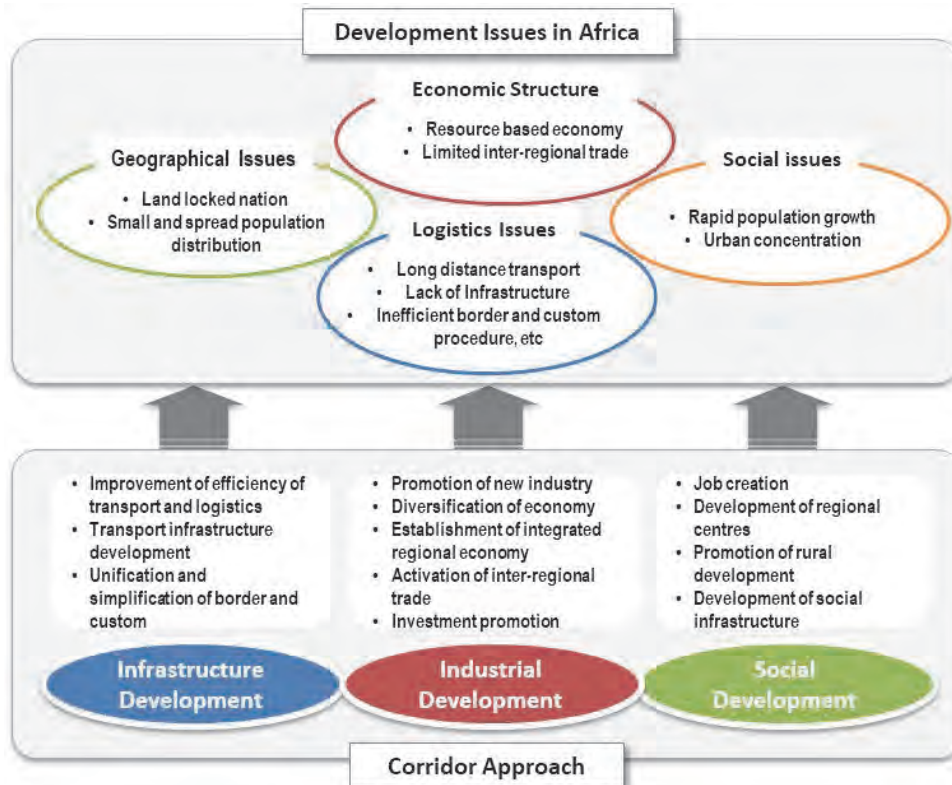 Development Issues in Africa
Economic Structure
• Resource based economy
• Limited inter-regional trade
Geographical Issues
• Land locked nation
• Small and spread population
distribution
Social issues
• Rapid population growth
• Urban concentration
Logistics Issues
• Long distance transport
• Lack of Infrastructure
• Inefficient border and custom
procedure, etc
• Improvement of efficiency of
transport and logistics
• Transport infrastructure
development
• Unification and
simplification of border and
custom
• Promotion of new industry
• Diversification of economy
• Establishment of integrated
regional economy
• Activation of inter-regional
trade
• Investment promotion
• Job creation
• Development of regional
centres
• Promotion of rural
development
• Development of social
infrastructure
Infrastructure
Development
Industrial
Development
Social
Development
Corridor Approach